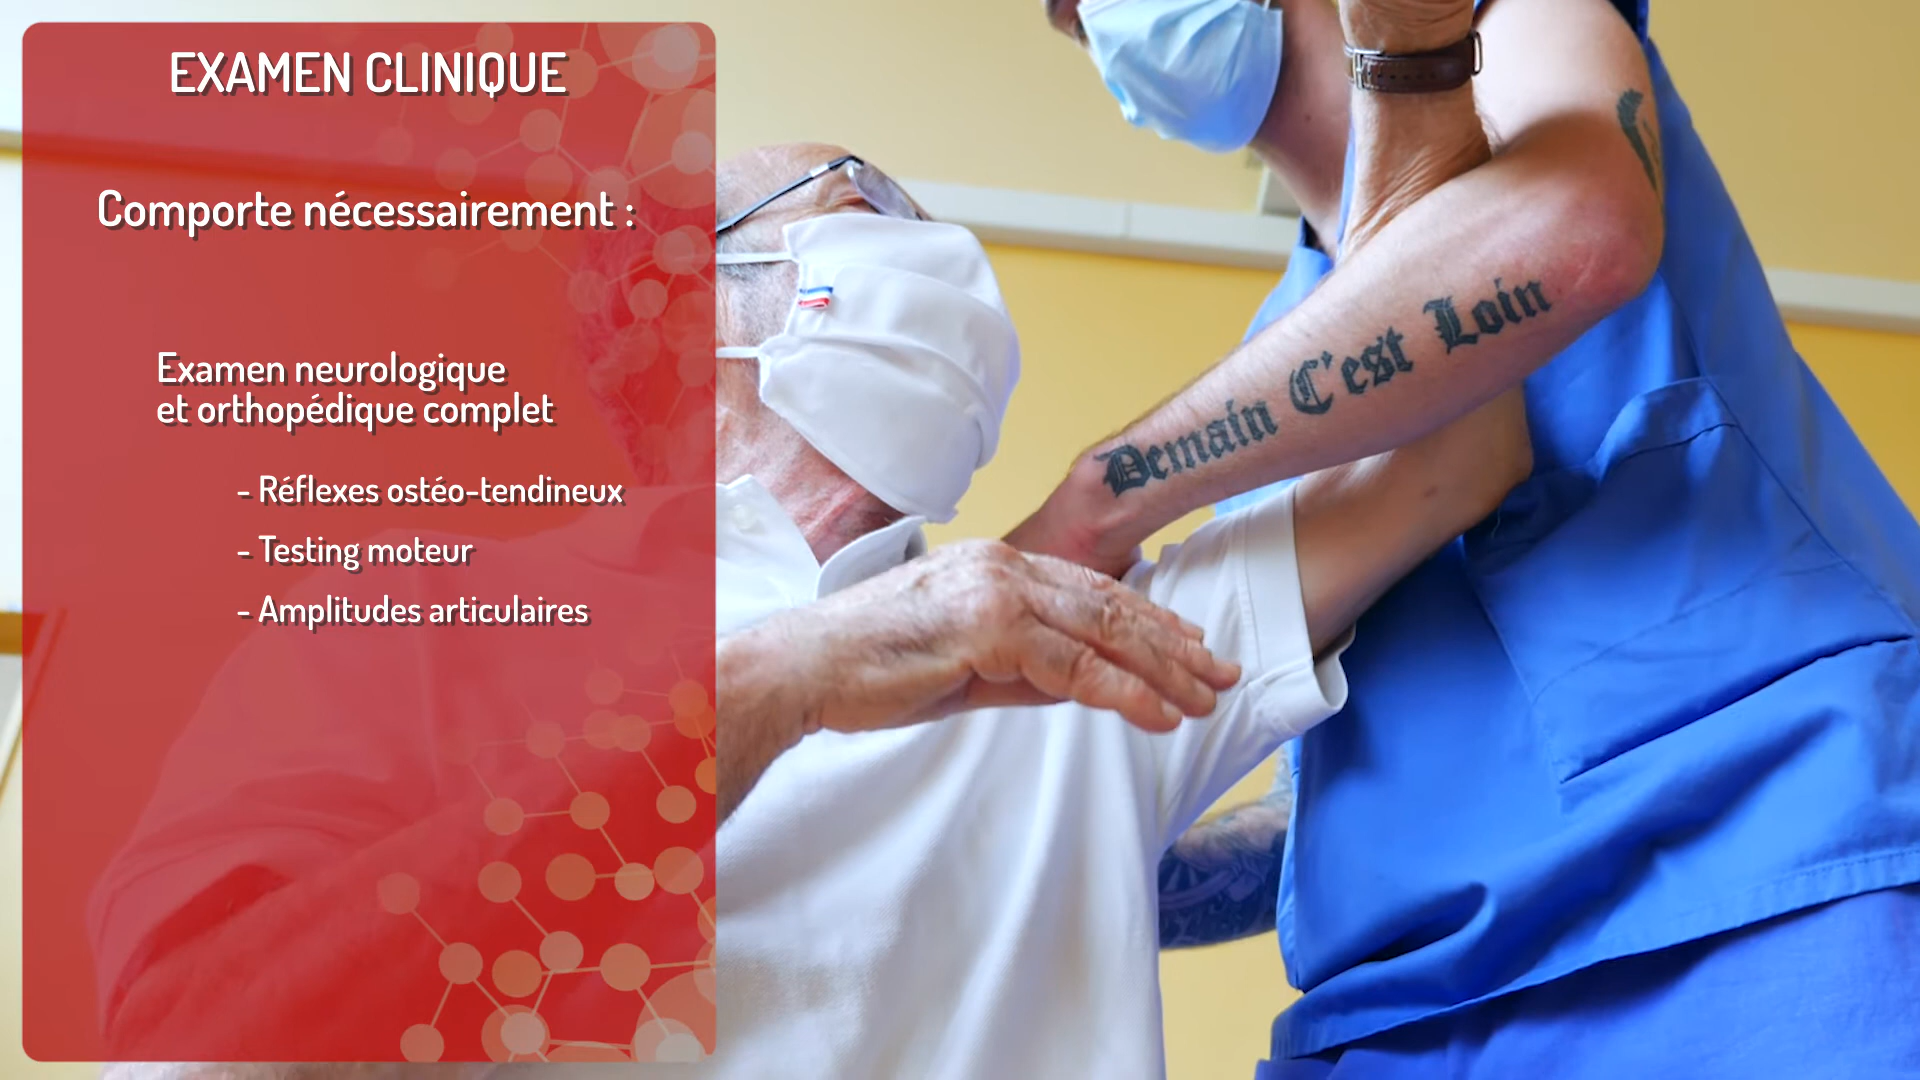 EXAMEN CLINIQUE
Comporte nécessairement :
Examen neurologique
et orthopédique complet
- Réflexes ostéo-tendineux
- Testing moteur
- Amplitudes articulaires
Demain C'est Loin